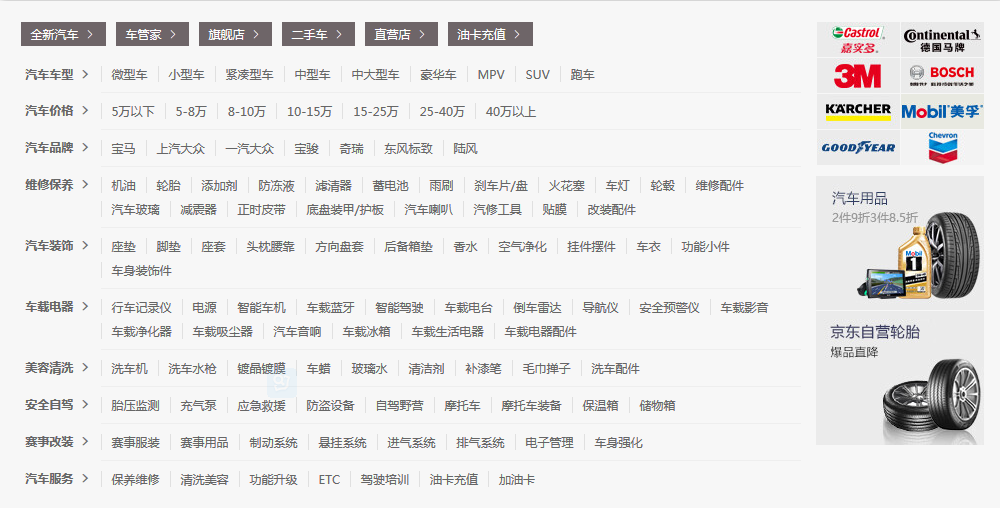 全新汽车 > 车管家 > 旗舰店 > 二手车 > 直营店 > 油卡充值 >
汽车车型 > 微型车 小型车 紧凑型车 中型车 中大型车 豪华车 MPV SUV 跑车
汽车价格 > 5万以下 5-8万 8-10万 10-15万 15-25万 25-40万 40万以上
汽车品牌 > 宝马 上汽大众 一汽大众 宝骏 奇瑞 东风标致 陆风
维修保养 > 机油 轮胎 添加剂 防冻液 滤清器 蓄电池 雨刷 刹车片/盘 火花塞 车灯 轮毂 维修配件
汽车玻璃 减震器 正时皮带 底盘装甲/护板 汽车喇叭 汽修工具 贴膜 改装配件
汽车装饰 > 座垫 脚垫 座套 头枕腰靠 方向盘套 后备箱垫 香水 空气净化 挂件摆件 车衣 功能小件
车身装饰件
车载电器 > 行车记录仪 电源 智能车机 车载蓝牙 智能驾驶 车载电台 倒车雷达 导航仪 安全预警仪 车载影音
车载净化器 车载吸尘器 汽车音响 车载冰箱 车载生活电器 车载电器配件
美容清洗 > 洗车机 洗车水枪 镀晶镀膜 车蜡 玻璃水 清洁剂 补漆笔 毛巾掸子 洗车配件
安全自驾 > 胎压监测 充气泵 应急救援 防盗设备 自驾野营 摩托车 摩托车装备 保温箱 储物箱
赛事改装 > 赛事服装 赛事用品 制动系统 悬挂系统 进气系统 排气系统 电子管理 车身强化
汽车服务 > 保养维修 清洗美容 功能升级 ETC 驾驶培训 油卡充值 加油卡
Castrol
嘉实多
Continental
德国马牌
3M
BOSCH
KÄRCHER
Mobil 美孚
GOODYEAR
Chevron
汽车用品
2件9折3件8.5折
Mobil
1
京东自营轮胎
爆品直降